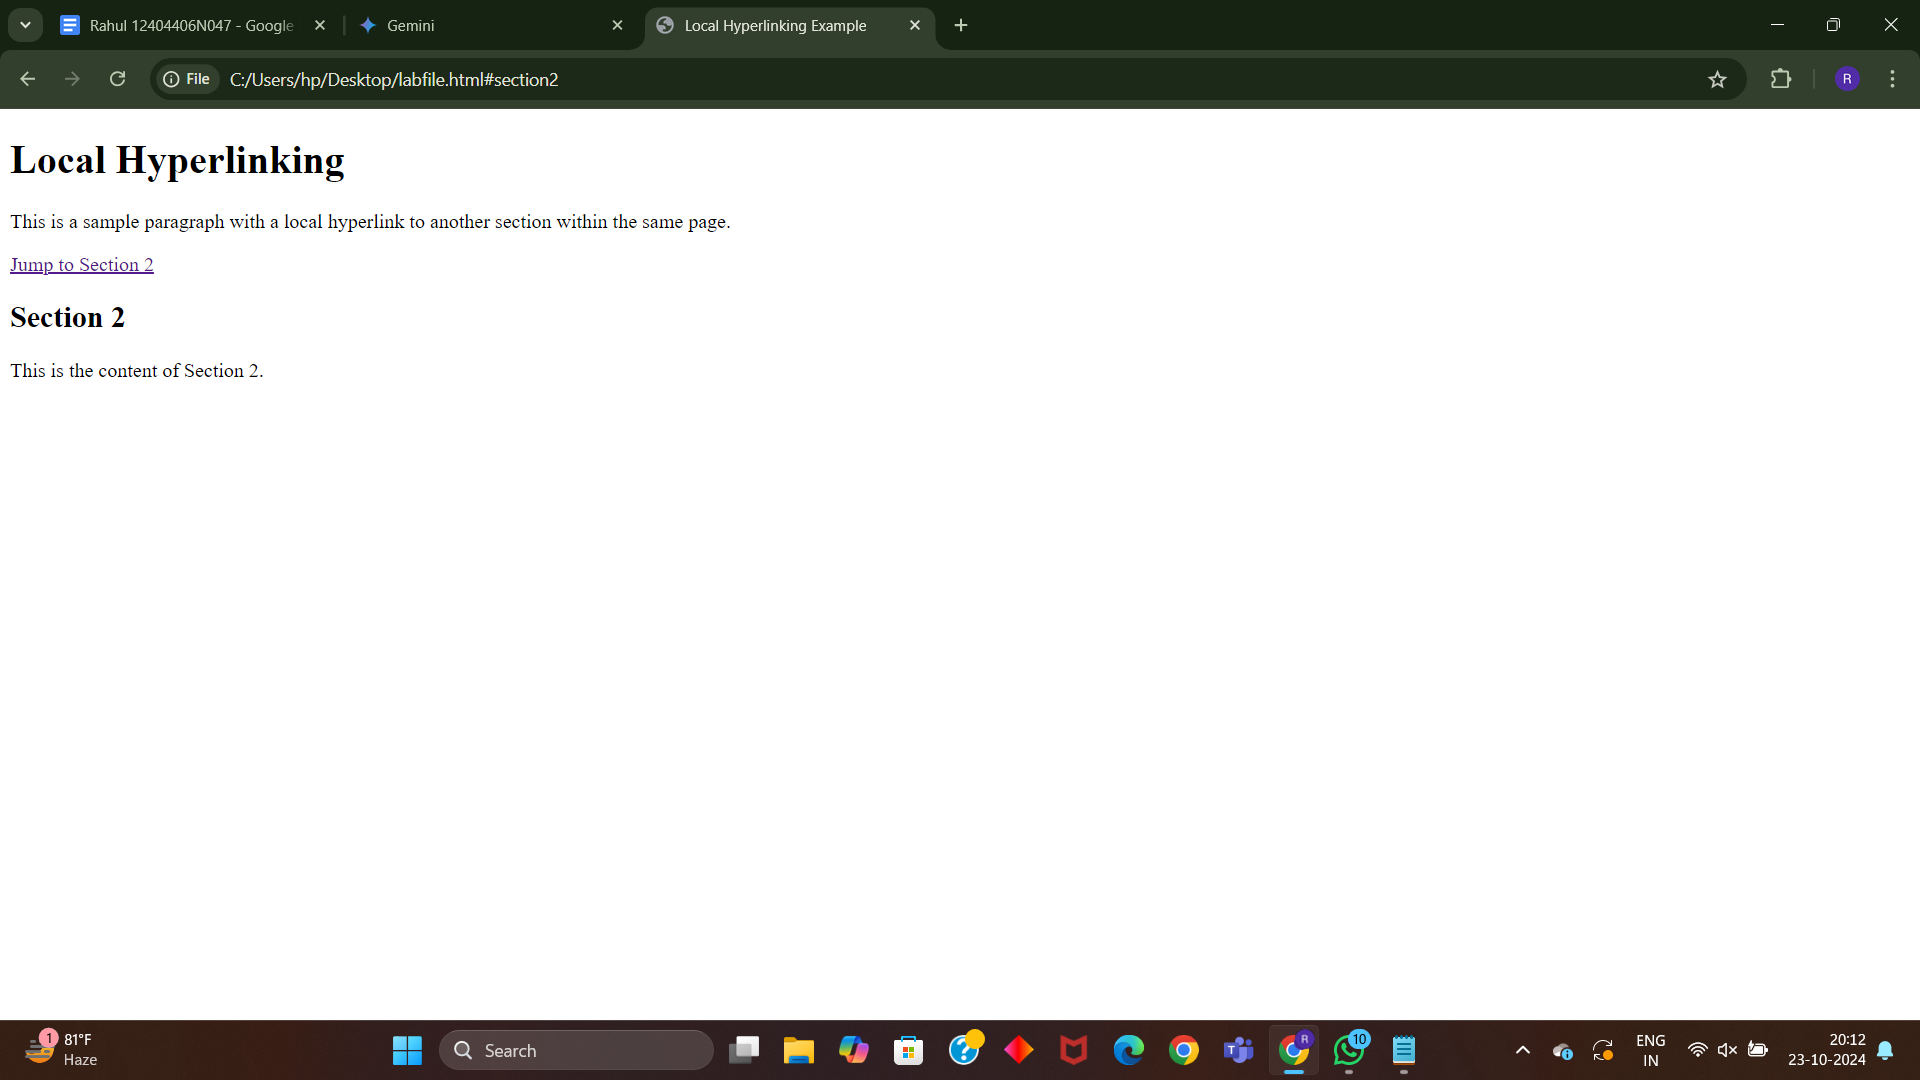 Rahul 12404406N047 - Google
Gemini
Local Hyperlinking Example
File
C:/Users/hp/Desktop/labfile.html#section2
R
Local Hyperlinking
This is a sample paragraph with a local hyperlink to another section within the same page.
Jump to Section 2
Section 2
This is the content of Section 2.
1
81°F
Haze
Search
T
R
10
ENG
IN
20:12
23-10-2024